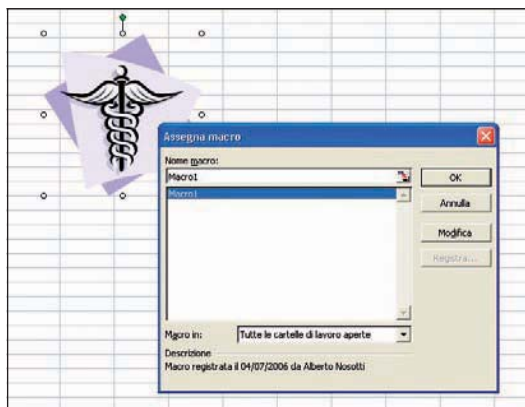 Assegna macro
Nome macro:
Macro1
OK
Macro1
Annulla
Modifica
Registra...
Macro in:
Tutte le cartelle di lavoro aperte
Descrizione
Macro registrata il 04/07/2006 da Alberto Nosotti